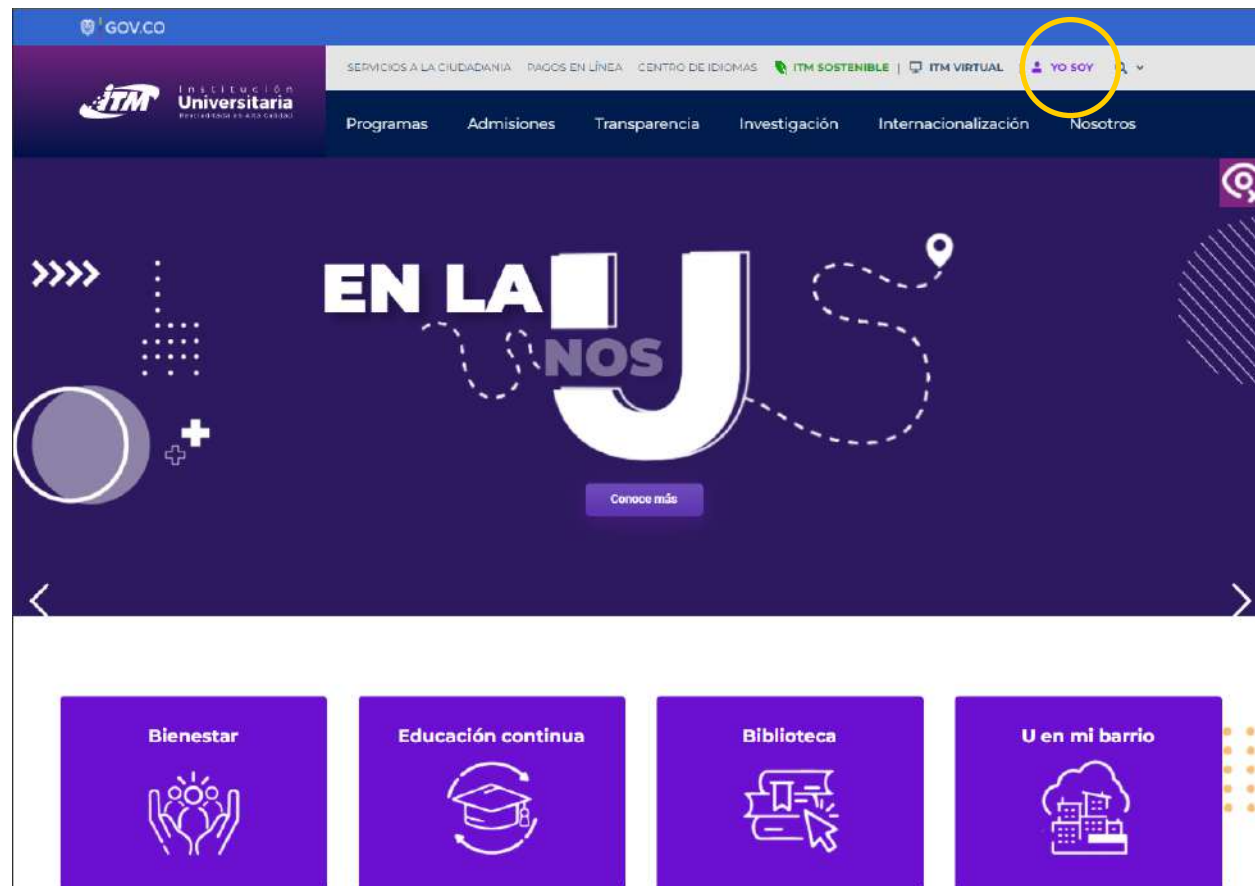 GOV.CO
SERVICIOS A LA CIUDADANIA PAGOS EN LÍNEA CENTRO DE IDIOMAS ITM SOSTENIBLE | ITM VIRTUAL YO SOY
ITM
Institución
Universitaria
Programas Admisiones Transparencia Investigación Internacionalización Nosotros
EN LA U
NOS
Conoce más
Bienestar Educación continua Biblioteca U en mi barrio